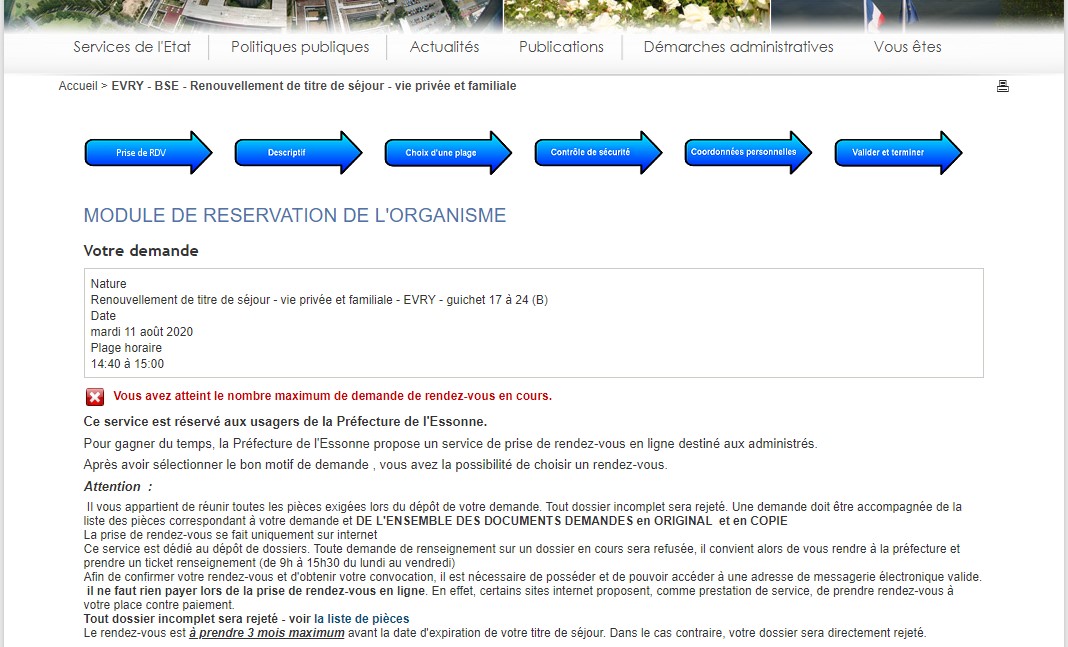 Services de l'Etat Politiques publiques Actualités Publications Démarches administratives Vous êtes
Accueil > EVRY - BSE - Renouvellement de titre de séjour - vie privée et familiale
Prise de RDV Descriptif Choix d'une plage Contrôle de sécurité Coordonnées personnelles Valider et terminer
MODULE DE RESERVATION DE L'ORGANISME
Votre demande
Nature
Renouvellement de titre de séjour - vie privée et familiale - EVRY - guichet 17 à 24 (B)
Date
mardi 11 août 2020
Plage horaire
14:40 à 15:00
Vous avez atteint le nombre maximum de demande de rendez-vous en cours.
Ce service est réservé aux usagers de la Préfecture de l'Essonne.
Pour gagner du temps, la Préfecture de l'Essonne propose un service de prise de rendez-vous en ligne destiné aux administrés.
Après avoir sélectionner le bon motif de demande , vous avez la possibilité de choisir un rendez-vous.
Attention :
Il vous appartient de réunir toutes les pièces exigées lors du dépôt de votre demande. Tout dossier incomplet sera rejeté. Une demande doit être accompagnée de la
liste des pièces correspondant à votre demande et DE L'ENSEMBLE DES DOCUMENTS DEMANDES en ORIGINAL et en COPIE
La prise de rendez-vous se fait uniquement sur internet
Ce service est dédié au dépôt de dossiers. Toute demande de renseignement sur un dossier en cours sera refusée, il convient alors de vous rendre à la préfecture et
prendre un ticket renseignement (de 9h à 15h30 du lundi au vendredi)
Afin de confirmer votre rendez-vous et d'obtenir votre convocation, il est nécessaire de posséder et de pouvoir accéder à une adresse de messagerie électronique valide.
il ne faut rien payer lors de la prise de rendez-vous en ligne. En effet, certains sites internet proposent, comme prestation de service, de prendre rendez-vous à
votre place contre paiement.
Tout dossier incomplet sera rejeté - voir la liste de pièces
Le rendez-vous est à prendre 3 mois maximum avant la date d'expiration de votre titre de séjour. Dans le cas contraire, votre dossier sera directement rejeté.